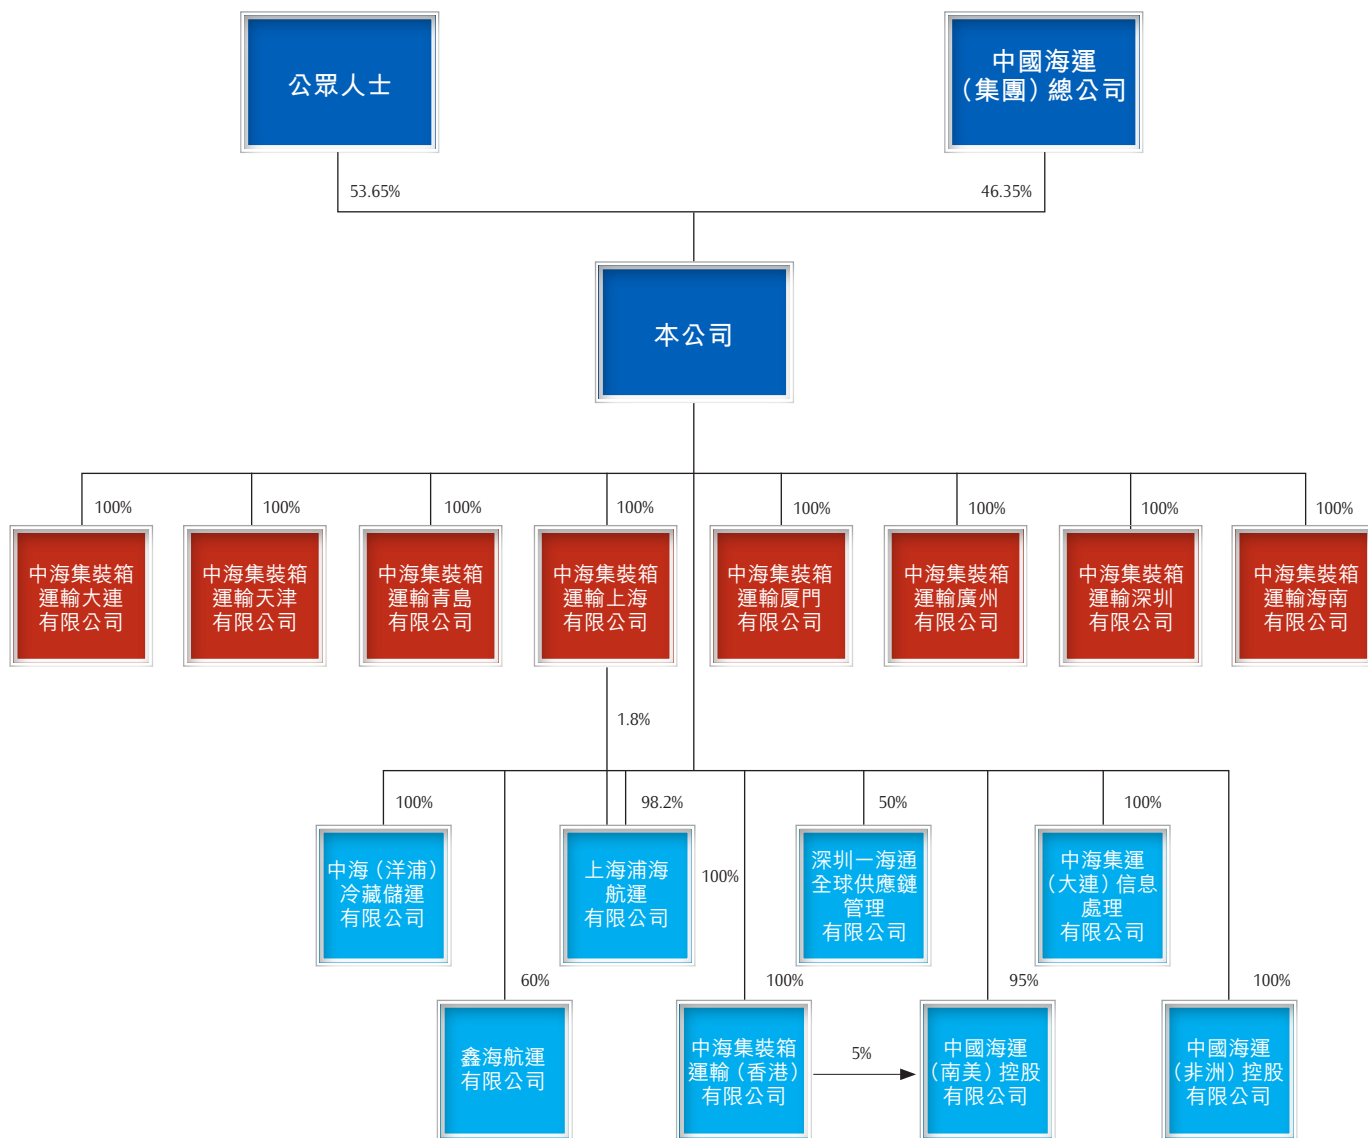 公眾人士
中國海運
（集團）總公司
53.65%
46.35%
本公司
100%
100%
100%
100%
100%
100%
100%
100%
中海集裝箱
運輸大連
有限公司
中海集裝箱
運輸天津
有限公司
中海集裝箱
運輸青島
有限公司
中海集裝箱
運輸上海
有限公司
中海集裝箱
運輸厦門
有限公司
中海集裝箱
運輸廣州
有限公司
中海集裝箱
運輸深圳
有限公司
中海集裝箱
運輸海南
有限公司
1.8%
100%
98.2%
50%
100%
中海（洋浦）
冷藏儲運
有限公司
上海浦海
航運
有限公司
100%
深圳一海通
全球供應鏈
管理
有限公司
中海集運
（大連）信息
處理
有限公司
60%
100%
95%
100%
鑫海航運
有限公司
中海集裝箱
運輸（香港）
有限公司
5%
中國海運
（南美）控股
有限公司
中國海運
（非洲）控股
有限公司